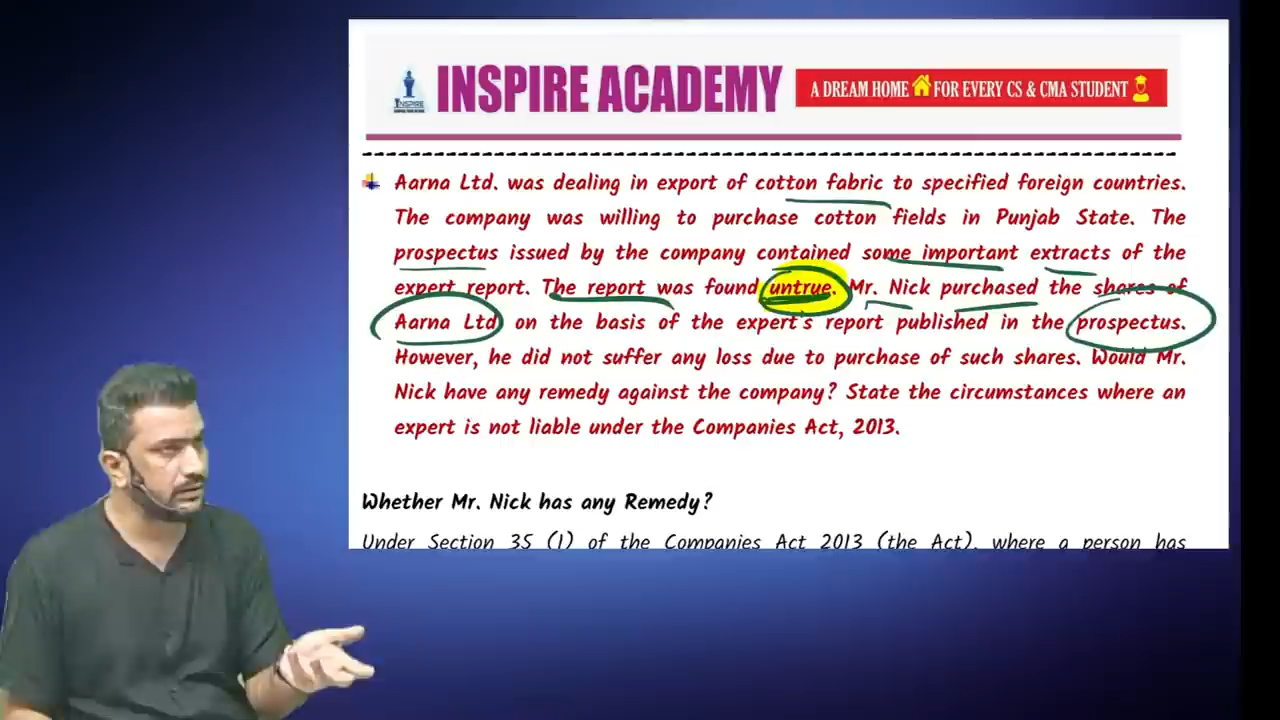 INSPIRE
INSPIRE ACADEMY
A DREAM HOME FOR EVERY CS & CMA STUDENT
Aarna Ltd. was dealing in export of cotton fabric to specified foreign countries.
The company was willing to purchase cotton fields in Punjab State. The
prospectus issued by the company contained some important extracts of the
expert report. The report was found untrue. Mr. Nick purchased the shares of
Aarna Ltd on the basis of the expert's report published in the prospectus.
However, he did not suffer any loss due to purchase of such shares. Would Mr.
Nick have any remedy against the company? State the circumstances where an
expert is not liable under the Companies Act, 2013.
Whether Mr. Nick has any Remedy?
Under Section 35 (1) of the Companies Act 2013 (the Act), where a person has